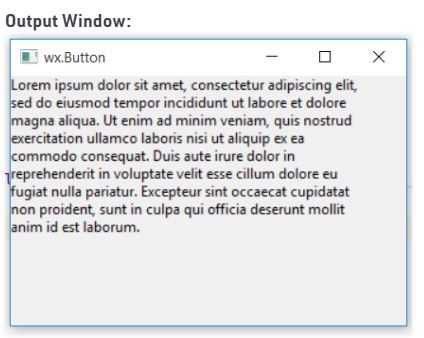 Output Window:
wx.Button
Lorem ipsum dolor sit amet, consectetur adipiscing elit,
sed do eiusmod tempor incididunt ut labore et dolore
magna aliqua. Ut enim ad minim veniam, quis nostrud
exercitation ullamco laboris nisi ut aliquip ex ea
commodo consequat. Duis aute irure dolor in
reprehenderit in voluptate velit esse cillum dolore eu
fugiat nulla pariatur. Excepteur sint occaecat cupidatat
non proident, sunt in culpa qui officia deserunt mollit
anim id est laborum.